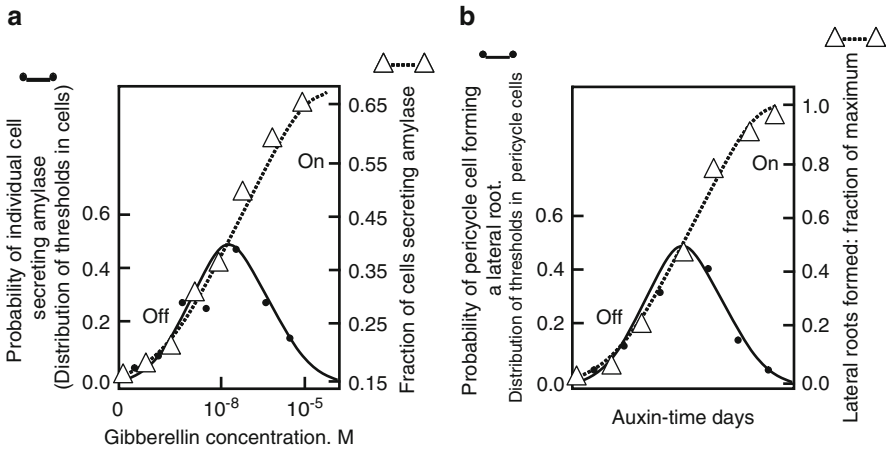 a
Probability of individual cell
secreting amylase
(Distribution of thresholds in cells)
0.6
0.4
0.2
0.0
Off
On
0.65
0.55
0.45
0.35
0.25
0.15
Fraction of cells secreting amylase
0
10-8
10-5
Gibberellin concentration. M
b
Probability of pericycle cell forming
a lateral root.
Distribution of thresholds in pericycle cells
0.6
0.4
0.2
0.0
Off
On
1.0
0.8
0.6
0.4
0.2
0.0
Lateral roots formed: fraction of maximum
Auxin-time days